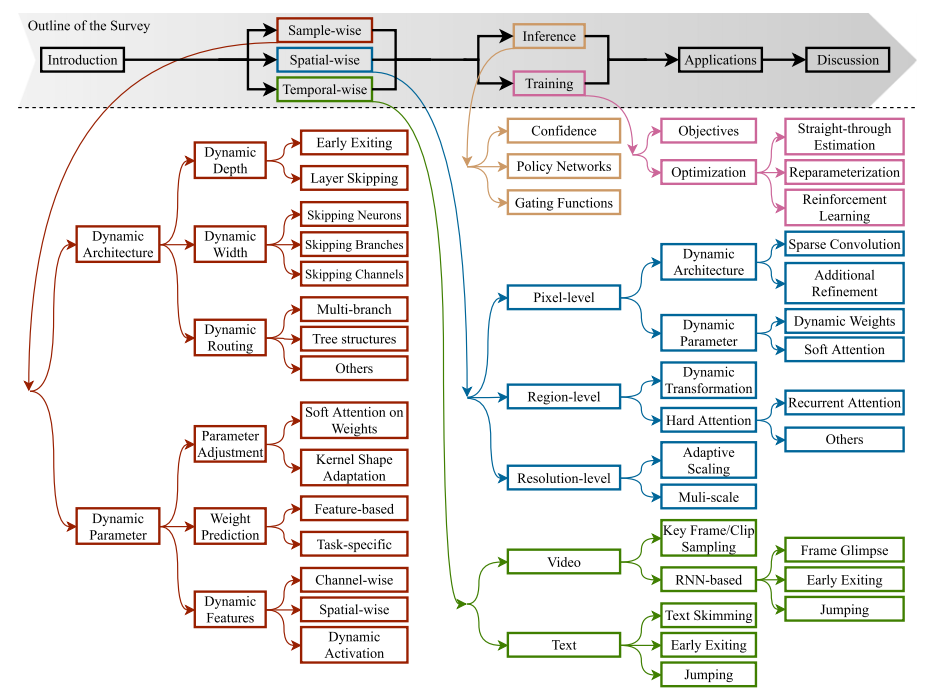 Outline of the Survey
Introduction
Sample-wise
Spatial-wise
Temporal-wise
Inference
Training
Applications
Discussion
Dynamic
Architecture
Dynamic
Depth
Early Exiting
Layer Skipping
Dynamic
Width
Skipping Neurons
Skipping Branches
Skipping Channels
Dynamic
Routing
Multi-branch
Tree structures
Others
Dynamic
Parameter
Parameter
Adjustment
Soft Attention on
Weights
Kernel Shape
Adaptation
Weight
Prediction
Feature-based
Task-specific
Dynamic
Features
Channel-wise
Spatial-wise
Dynamic
Activation
Confidence
Policy Networks
Gating Functions
Objectives
Optimization
Straight-through
Estimation
Reparameterization
Reinforcement
Learning
Pixel-level
Dynamic
Architecture
Sparse Convolution
Additional
Refinement
Dynamic
Parameter
Dynamic Weights
Soft Attention
Region-level
Dynamic
Transformation
Hard Attention
Recurrent Attention
Others
Resolution-level
Adaptive
Scaling
Muli-scale
Video
Key Frame/Clip
Sampling
RNN-based
Frame Glimpse
Early Exiting
Jumping
Text
Text Skimming
Early Exiting
Jumping